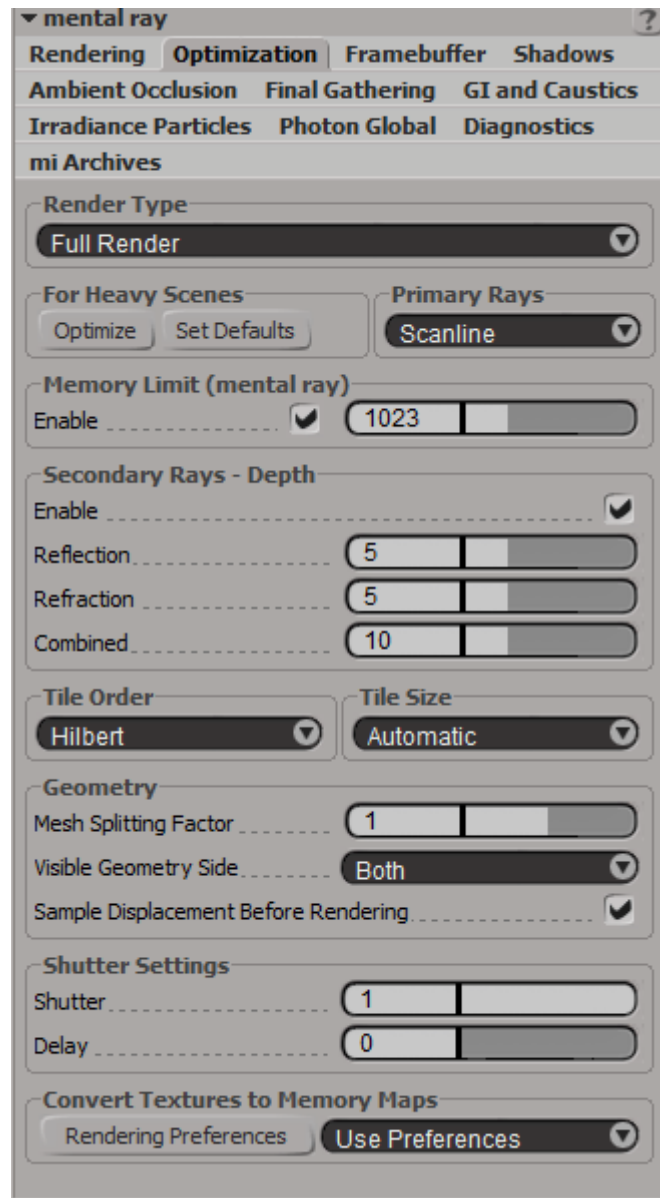 mental ray ?
Rendering Optimization Framebuffer Shadows
Ambient Occlusion Final Gathering GI and Caustics
Irradiance Particles Photon Global Diagnostics
mi Archives
Render Type
Full Render
For Heavy Scenes Primary Rays
Optimize Set Defaults Scanline
Memory Limit (mental ray)
Enable 1023
Secondary Rays - Depth
Enable
Reflection 5
Refraction 5
Combined 10
Tile Order Tile Size
Hilbert Automatic
Geometry
Mesh Splitting Factor 1
Visible Geometry Side Both
Sample Displacement Before Rendering
Shutter Settings
Shutter 1
Delay 0
Convert Textures to Memory Maps
Rendering Preferences Use Preferences